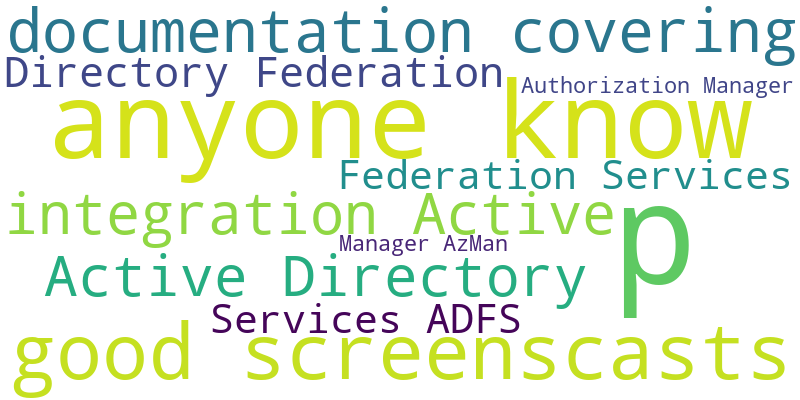 documentation covering
Directory Federation
Authorization Manager
anyone know
Federation Services
integration Active
p
Manager AzMan
Active Directory
Services ADFS
good screenscasts